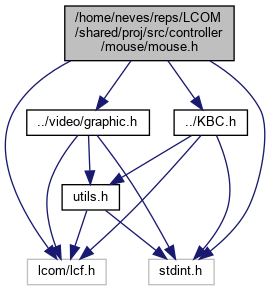 /home/neves/reps/LCOM
/shared/proj/src/controller
/mouse/mouse.h
../video/graphic.h
../KBC.h
utils.h
lcom/lcf.h
stdint.h